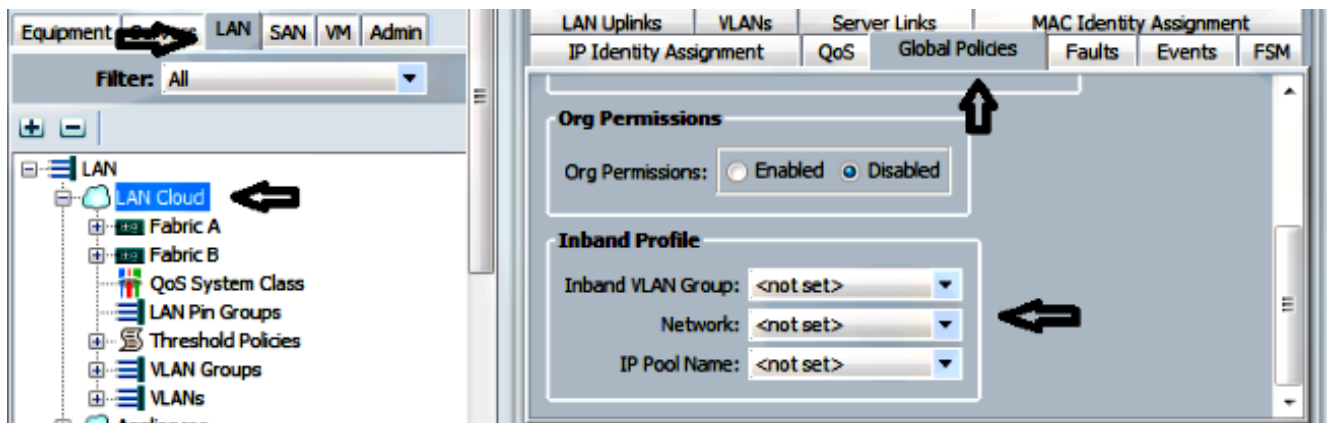 Equipment LAN SAN VM Admin
Filter: All
LAN
LAN Cloud
Fabric A
Fabric B
QoS System Class
LAN Pin Groups
Threshold Policies
VLAN Groups
VLANs
LAN Uplinks VLANs Server Links MAC Identity Assignment
IP Identity Assignment QoS Global Policies Faults Events FSM
Org Permissions
Org Permissions: Enabled Disabled
Inband Profile
Inband VLAN Group: <not set>
Network: <not set>
IP Pool Name: <not set>